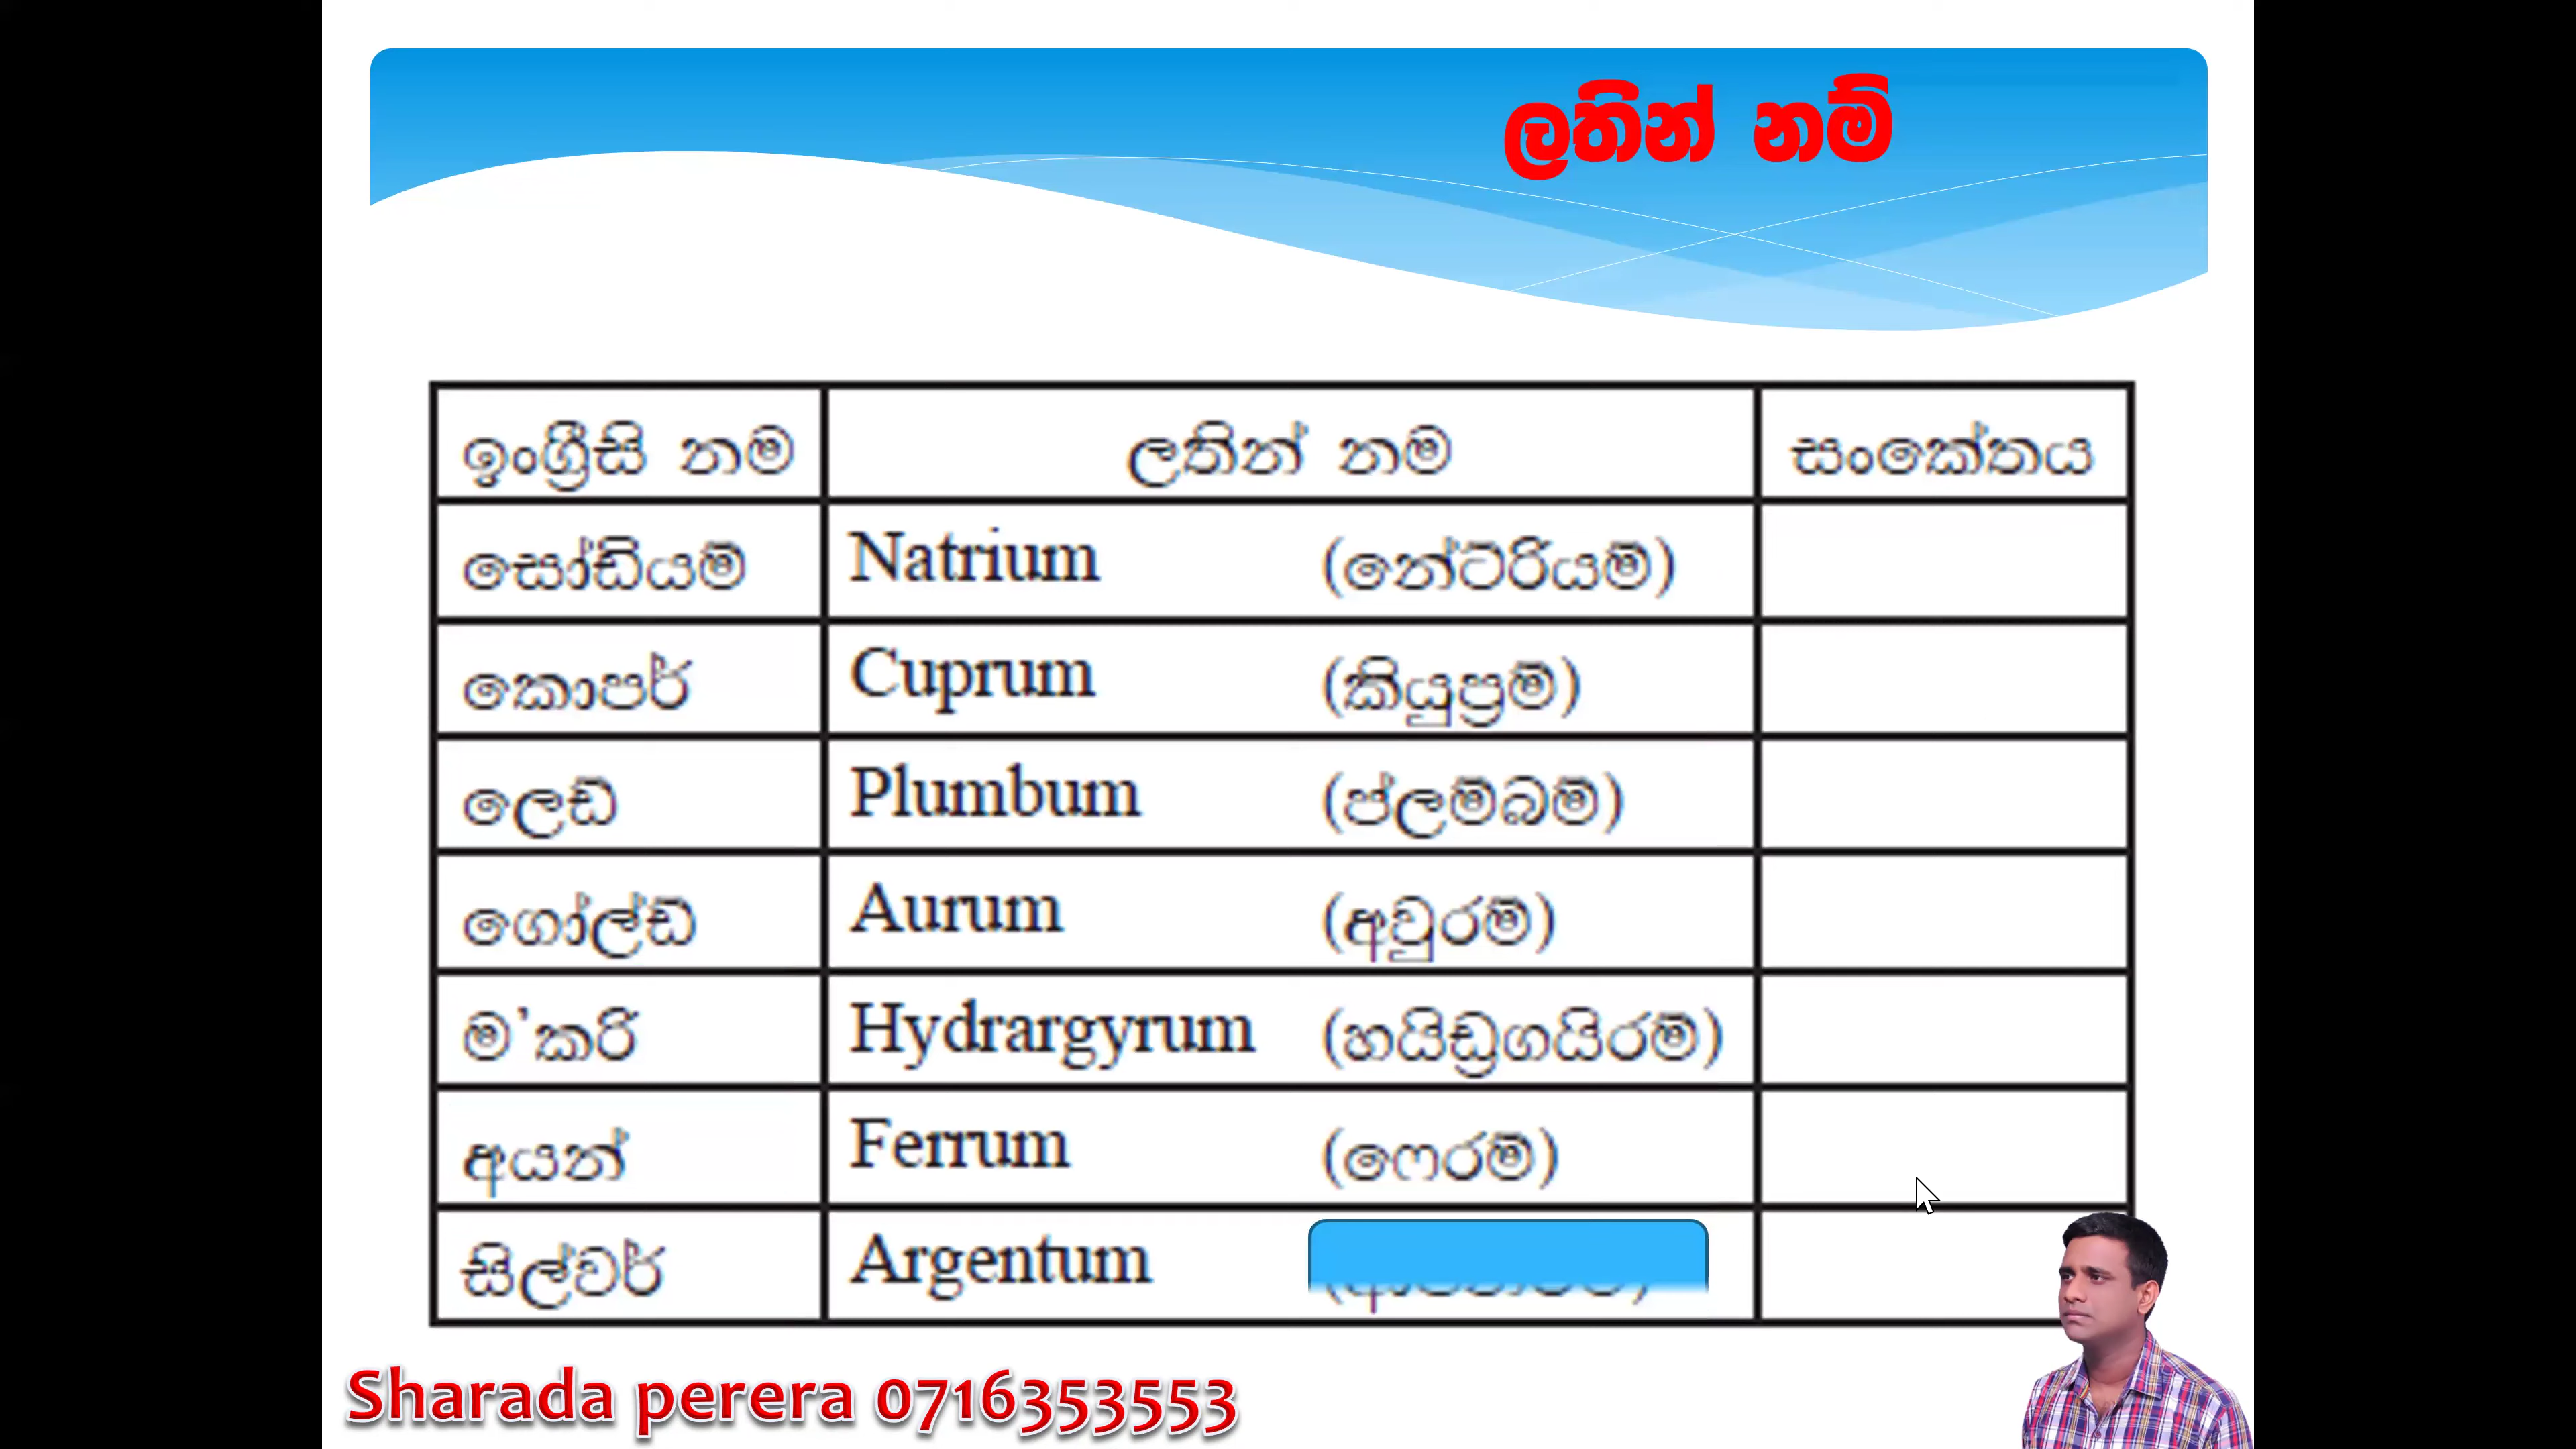 ලතින් නම්
ඉංග්‍රීසි නම ලතින් නම සංකේතය
සෝඩියම් Natrium (නේට්රියම්)
කොපර් Cuprum (කියුප්‍රම්)
ලෙඩ් Plumbum (ප්ලම්බම්)
ගෝල්ඩ් Aurum (අවුරම්)
ම'කරි Hydrargyrum (හයිඩ්‍රගයිරම්)
අයන් Ferrum (ෆෙරම්)
සිල්වර් Argentum
Sharada perera 0716353553